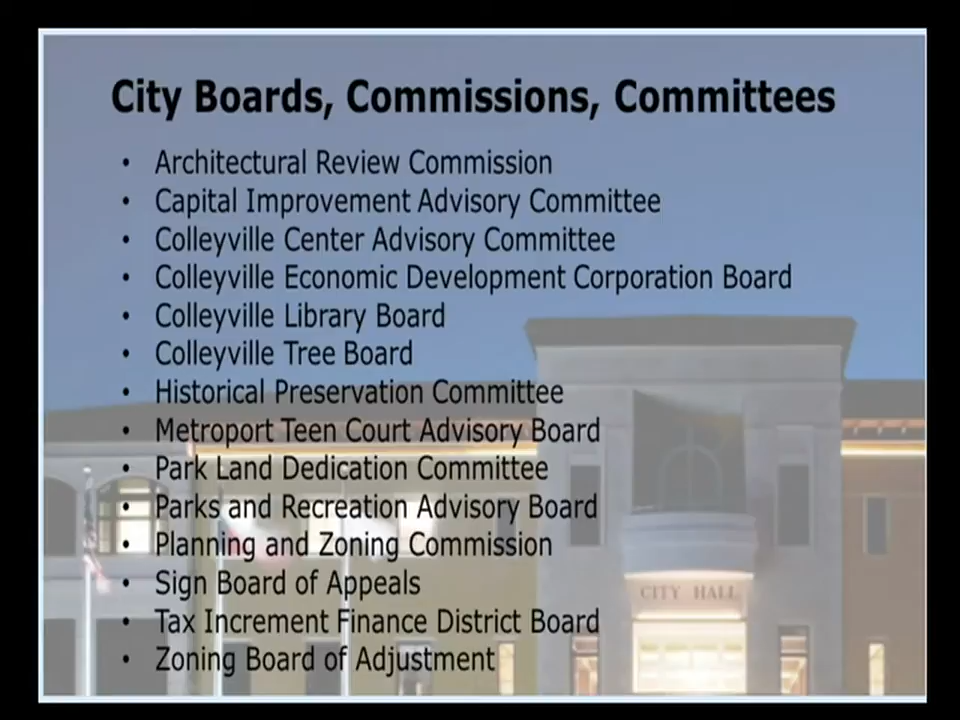 City Boards, Commissions, Committees
• Architectural Review Commission
• Capital Improvement Advisory Committee
• Colleyville Center Advisory Committee
• Colleyville Economic Development Corporation Board
• Colleyville Library Board
• Colleyville Tree Board
• Historical Preservation Committee
• Metroport Teen Court Advisory Board
• Park Land Dedication Committee
• Parks and Recreation Advisory Board
• Planning and Zoning Commission
• Sign Board of Appeals
CITY HALL
• Tax Increment Finance District Board
• Zoning Board of Adjustment